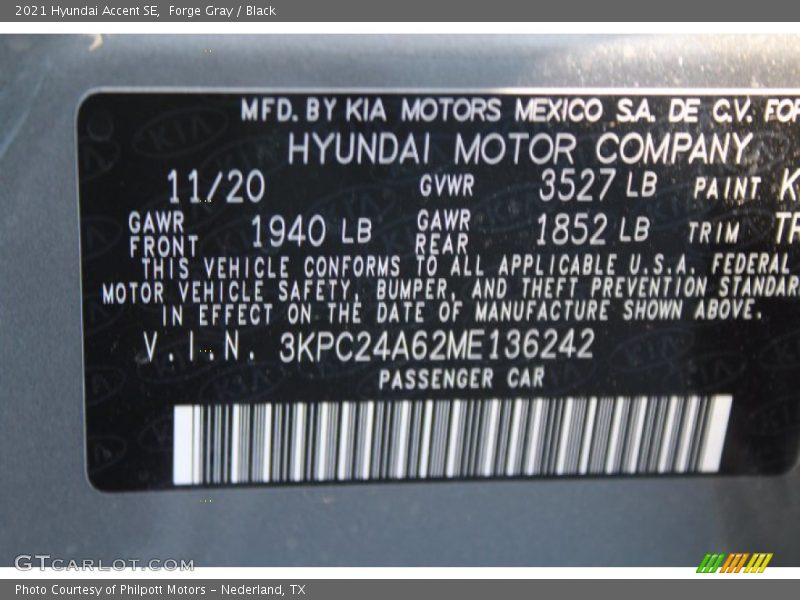 2021 Hyundai Accent SE, Forge Gray / Black
MFD. BY KIA MOTORS MEXICO S.A. DE C.V. FOR
HYUNDAI MOTOR COMPANY
11/20 GVWR 3527 LB PAINT K
GAWR FRONT 1940 LB GAWR REAR 1852 LB TRIM TR
THIS VEHICLE CONFORMS TO ALL APPLICABLE U.S.A. FEDERAL
MOTOR VEHICLE SAFETY, BUMPER, AND THEFT PREVENTION STANDAR
IN EFFECT ON THE DATE OF MANUFACTURE SHOWN ABOVE.
V.I.N. 3KPC24A62ME136242
PASSENGER CAR
GTCARLOT.COM
Photo Courtesy of Philpott Motors - Nederland, TX